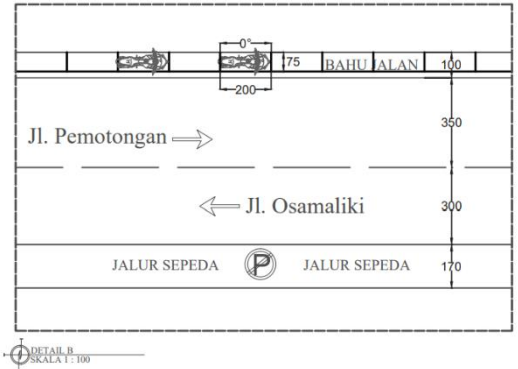 0°
75
BAHU JALAN
100
200
350
Jl. Pemotongan
Jl. Osamaliki
300
JALUR SEPEDA
P
JALUR SEPEDA
170
DETAIL B
SKALA 1 : 100